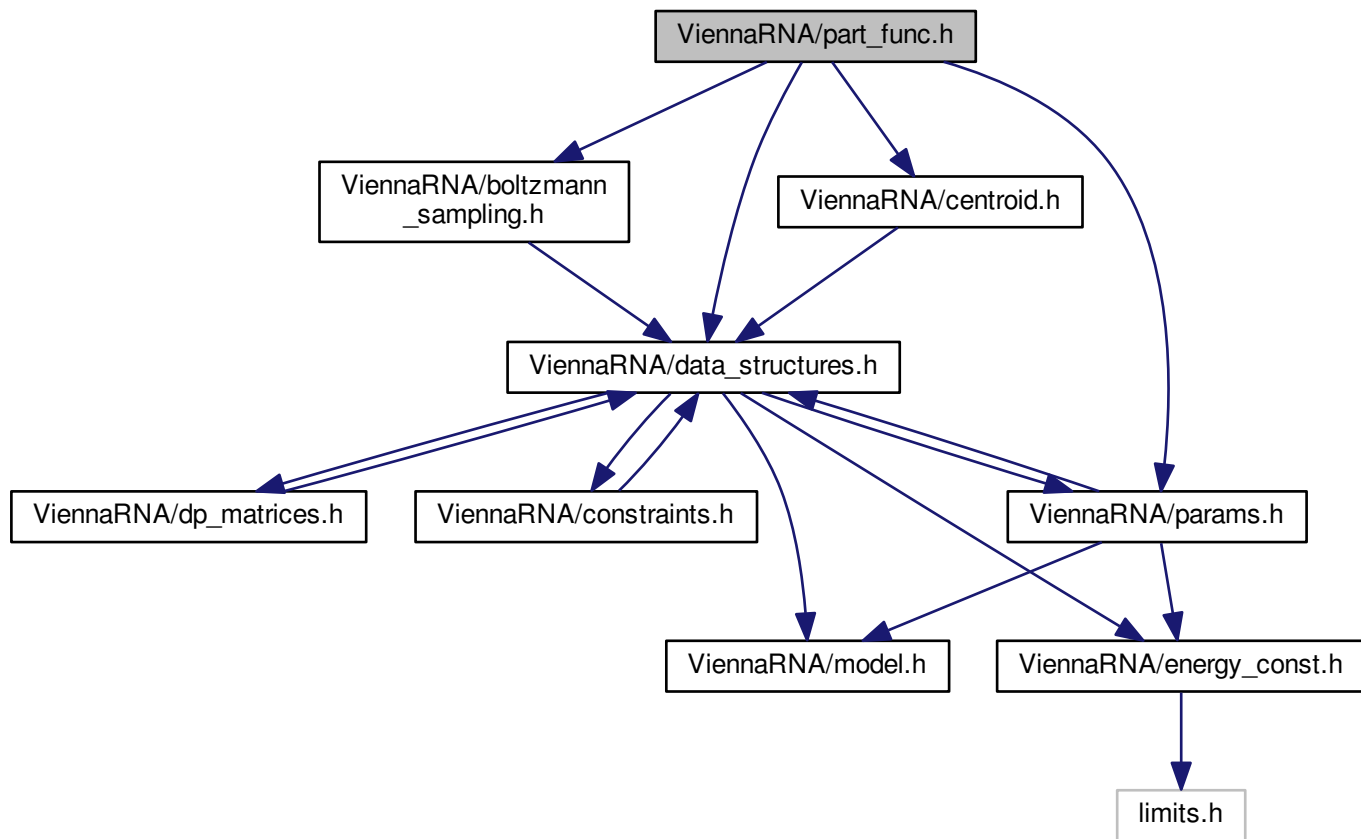 ViennaRNA/part_func.h
ViennaRNA/boltzmann
_sampling.h
ViennaRNA/centroid.h
ViennaRNA/data_structures.h
ViennaRNA/dp_matrices.h
ViennaRNA/constraints.h
ViennaRNA/params.h
ViennaRNA/model.h
ViennaRNA/energy_const.h
limits.h